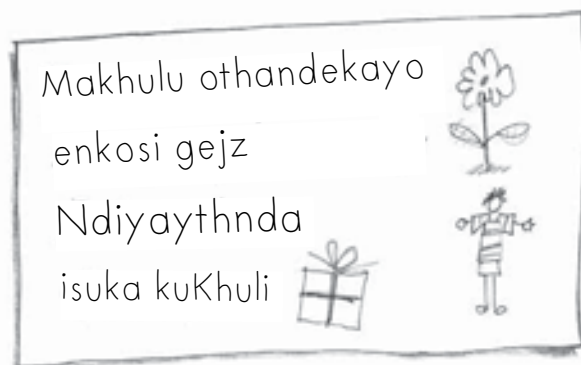 Makhulu othandekayo
enkosi gejz
Ndiyaythnda
isuka kuKhuli